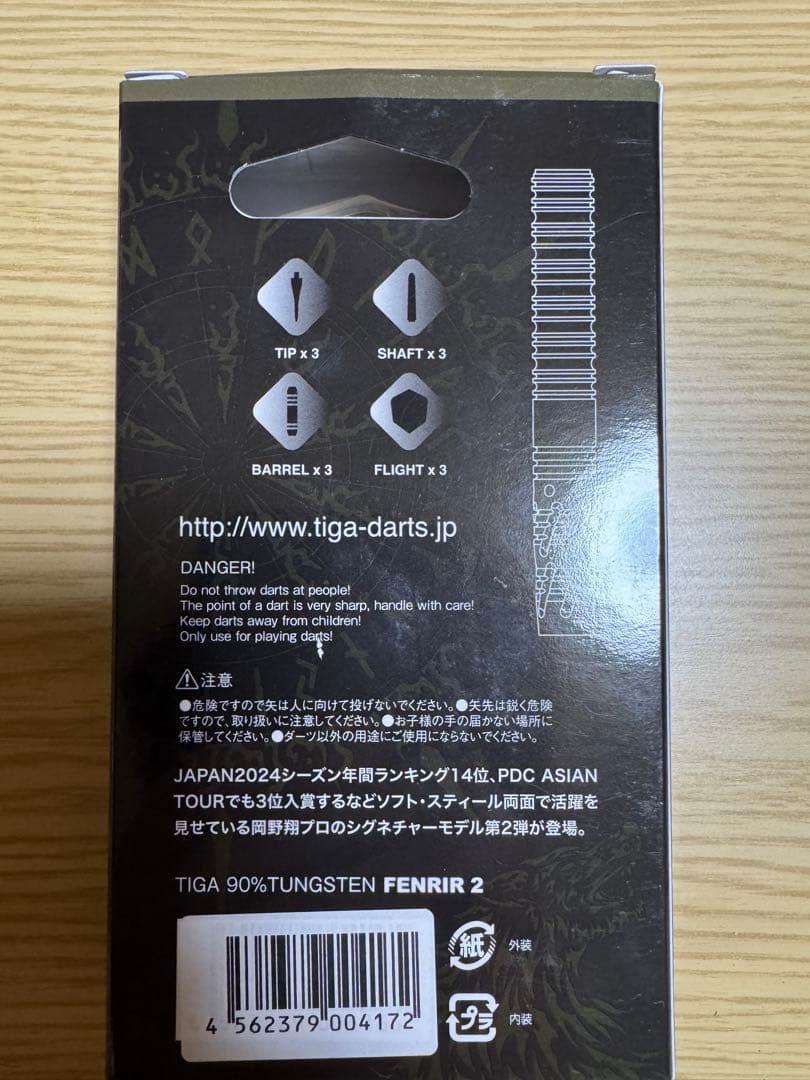 TIP x 3
SHAFT x 3
BARREL x 3
FLIGHT x 3
http://www.tiga-darts.jp
DANGER!
Do not throw darts at people!
The point of a dart is very sharp, handle with care!
Keep darts away from children!
Only use for playing darts!
注意
●危険ですので矢は人に向けて投げないでください。●矢先は鋭く危険
ですので、取り扱いに注意してください。●お子様の手の届かない場所に
保管してください。●ダーツ以外の用途にご使用にならないでください。
JAPAN2024シーズン年間ランキング14位、PDC ASIAN
TOURでも3位入賞するなどソフト・スティール両面で活躍を
見せている岡野翔プロのシグネチャーモデル第2弾が登場。
TIGA 90%TUNGSTEN FENRIR 2
紙 外装
プラ 内装
4 562379 004172